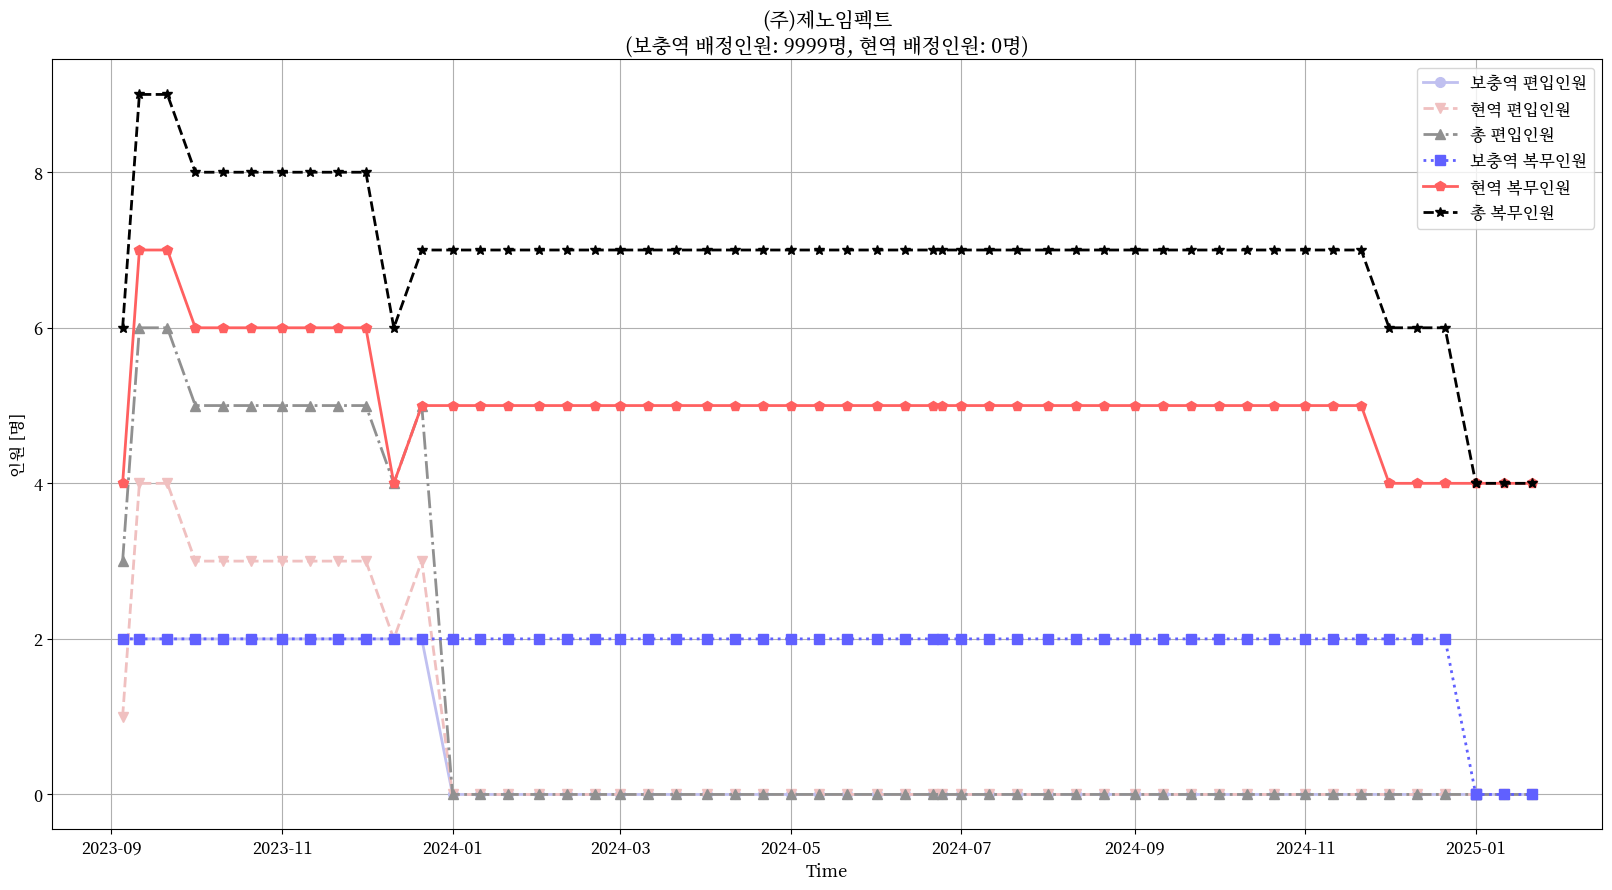 (주)제노임펙트
(보충역 배정인원: 9999명, 현역 배정인원: 0명)
보충역 편입인원
현역 편입인원
총 편입인원
보충역 복무인원
현역 복무인원
총 복무인원
인원 [명]
8
6
4
2
0
2023-09
2023-11
2024-01
2024-03
2024-05
2024-07
2024-09
2024-11
2025-01
Time